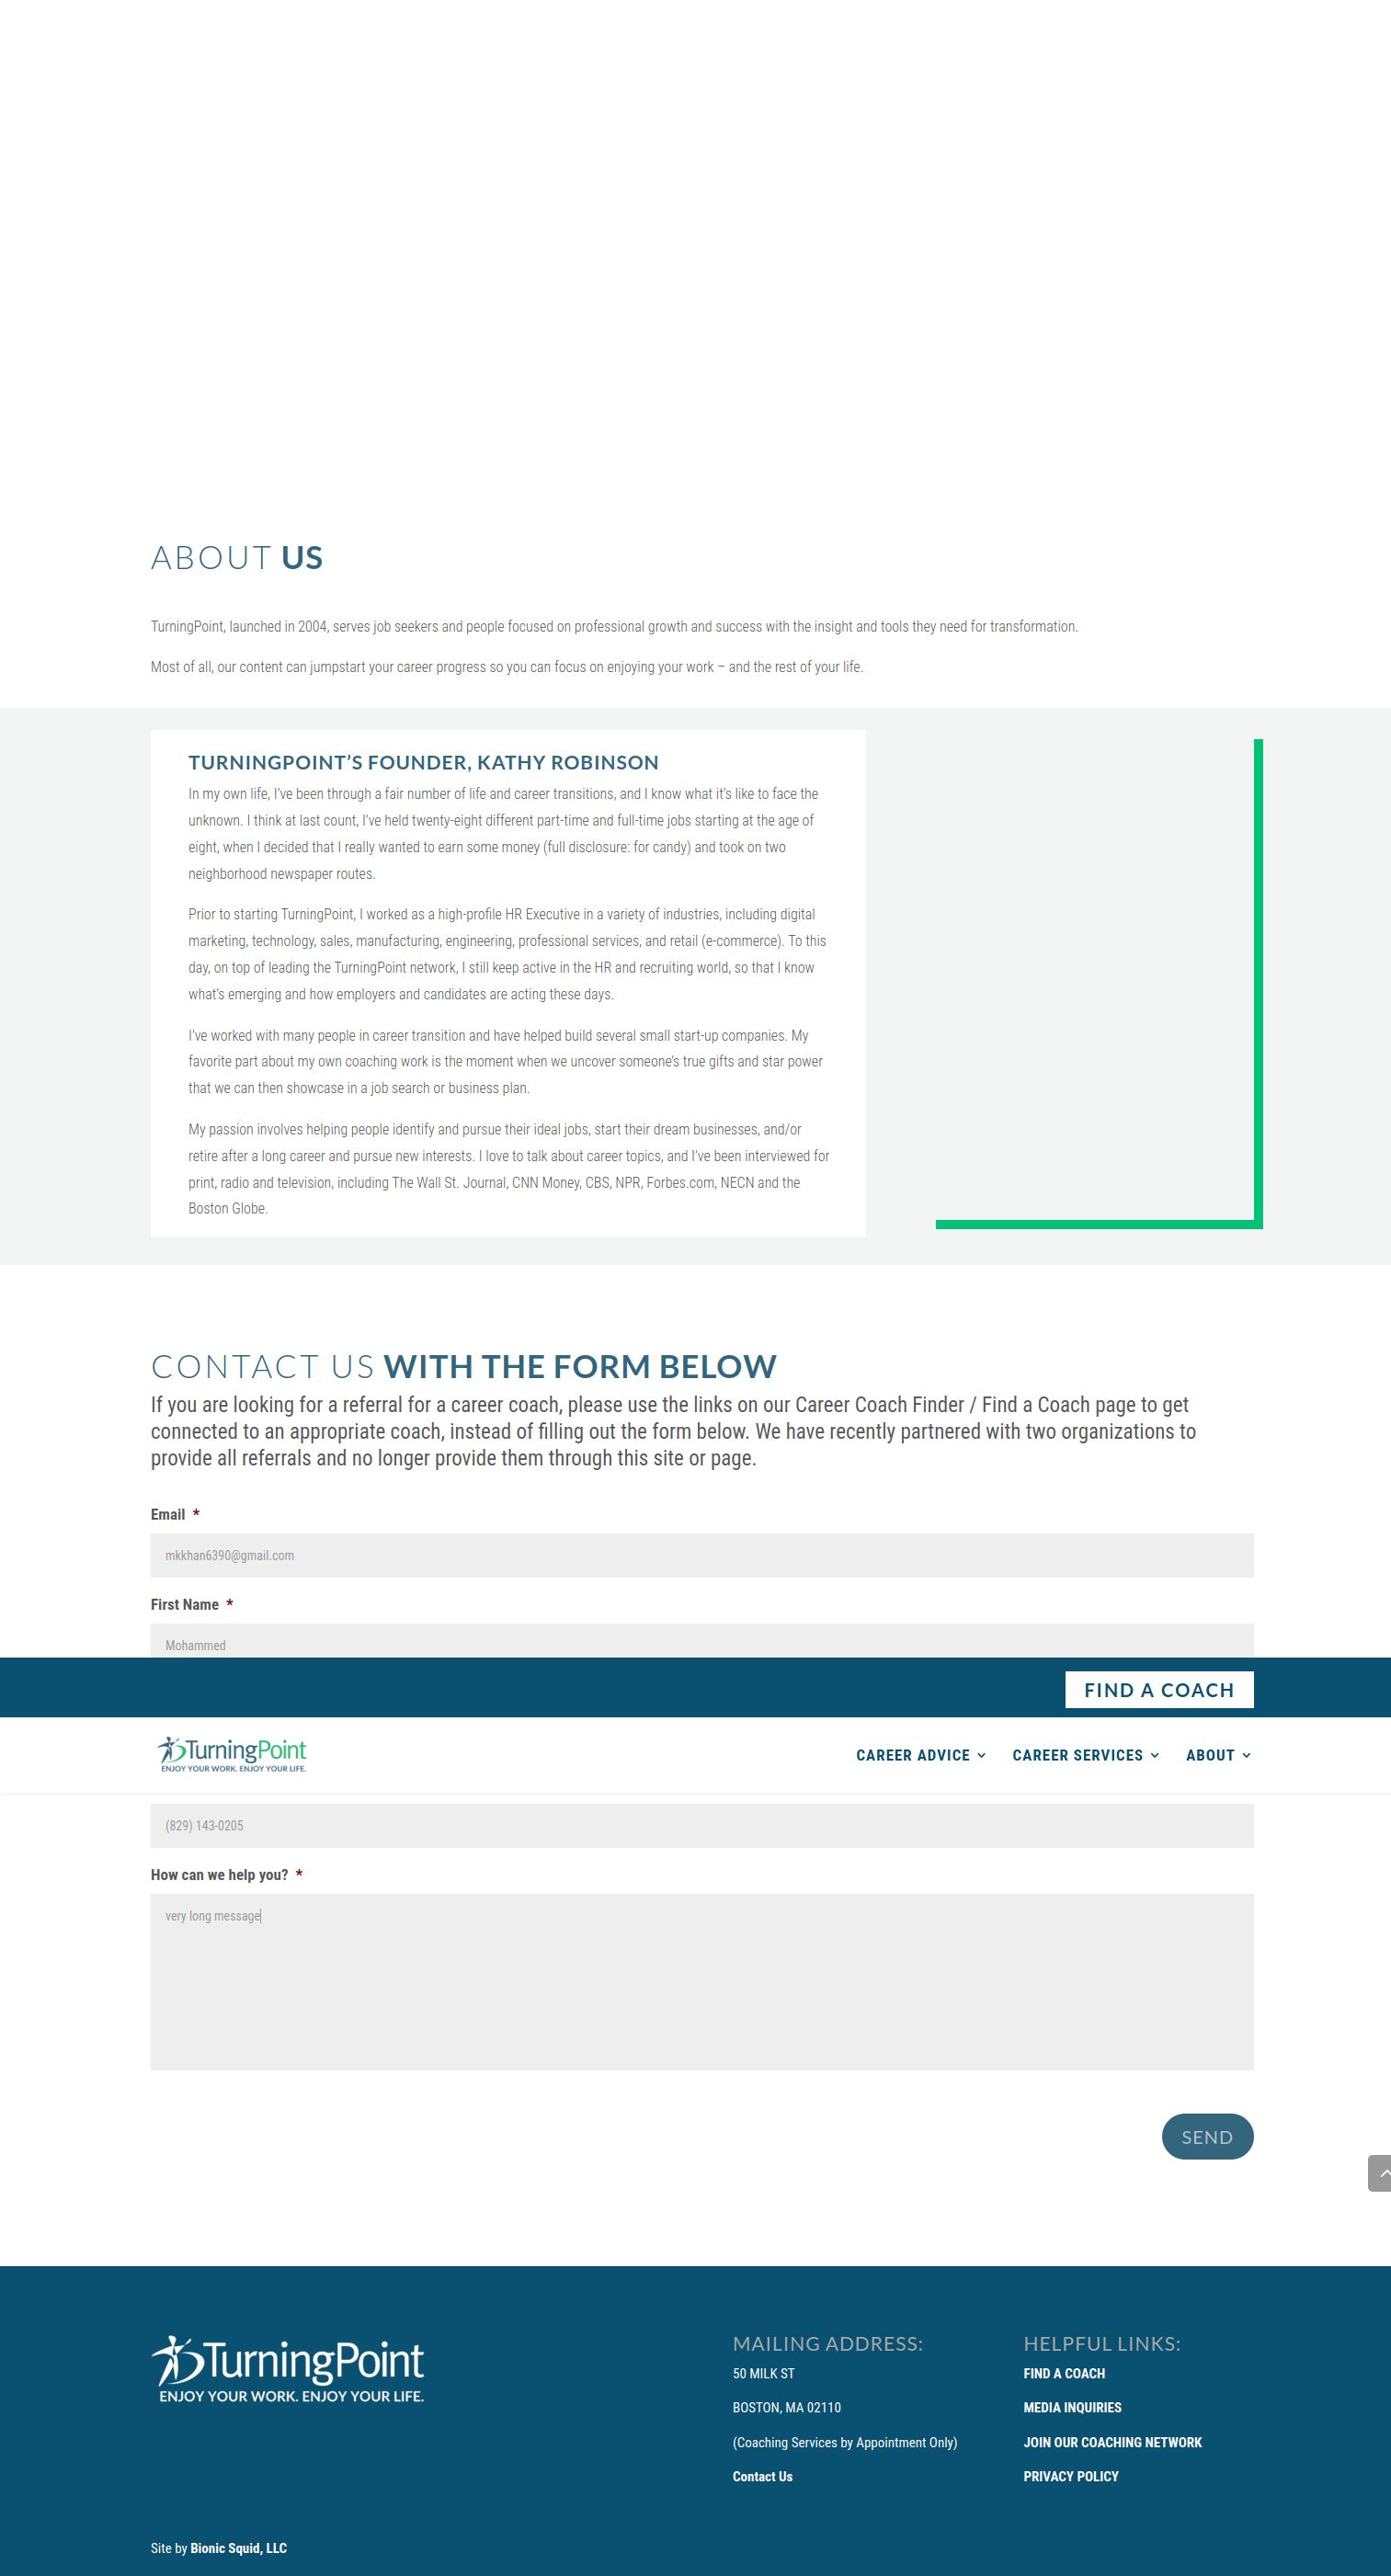 ABOUT US
TurningPoint, launched in 2004, serves job seekers and people focused on professional growth and success with the insight and tools they need for transformation.
Most of all, our content can jumpstart your career progress so you can focus on enjoying your work – and the rest of your life.
TURNINGPOINT’S FOUNDER, KATHY ROBINSON
In my own life, I’ve been through a fair number of life and career transitions, and I know what it’s like to face the
unknown. I think at last count, I’ve held twenty-eight different part-time and full-time jobs starting at the age of
eight, when I decided that I really wanted to earn some money (full disclosure: for candy) and took on two
neighborhood newspaper routes.
Prior to starting TurningPoint, I worked as a high-profile HR Executive in a variety of industries, including digital
marketing, technology, sales, manufacturing, engineering, professional services, and retail (e-commerce). To this
day, on top of leading the TurningPoint network, I still keep active in the HR and recruiting world, so that I know
what’s emerging and how employers and candidates are acting these days.
I’ve worked with many people in career transition and have helped build several small start-up companies. My
favorite part about my own coaching work is the moment when we uncover someone’s true gifts and star power
that we can then showcase in a job search or business plan.
My passion involves helping people identify and pursue their ideal jobs, start their dream businesses, and/or
retire after a long career and pursue new interests. I love to talk about career topics, and I’ve been interviewed for
print, radio and television, including The Wall St. Journal, CNN Money, CBS, NPR, Forbes.com, NECN and the
Boston Globe.
CONTACT US WITH THE FORM BELOW
If you are looking for a referral for a career coach, please use the links on our Career Coach Finder / Find a Coach page to get
connected to an appropriate coach, instead of filling out the form below. We have recently partnered with two organizations to
provide all referrals and no longer provide them through this site or page.
Email *
mkkhan6390@gmail.com
First Name *
Mohammed
FIND A COACH
TurningPoint
ENJOY YOUR WORK. ENJOY YOUR LIFE.
CAREER ADVICE
CAREER SERVICES
ABOUT
(829) 143-0205
How can we help you? *
very long message
SEND
TurningPoint
ENJOY YOUR WORK. ENJOY YOUR LIFE.
MAILING ADDRESS:
50 MILK ST
BOSTON, MA 02110
(Coaching Services by Appointment Only)
Contact Us
HELPFUL LINKS:
FIND A COACH
MEDIA INQUIRIES
JOIN OUR COACHING NETWORK
PRIVACY POLICY
Site by Bionic Squid, LLC